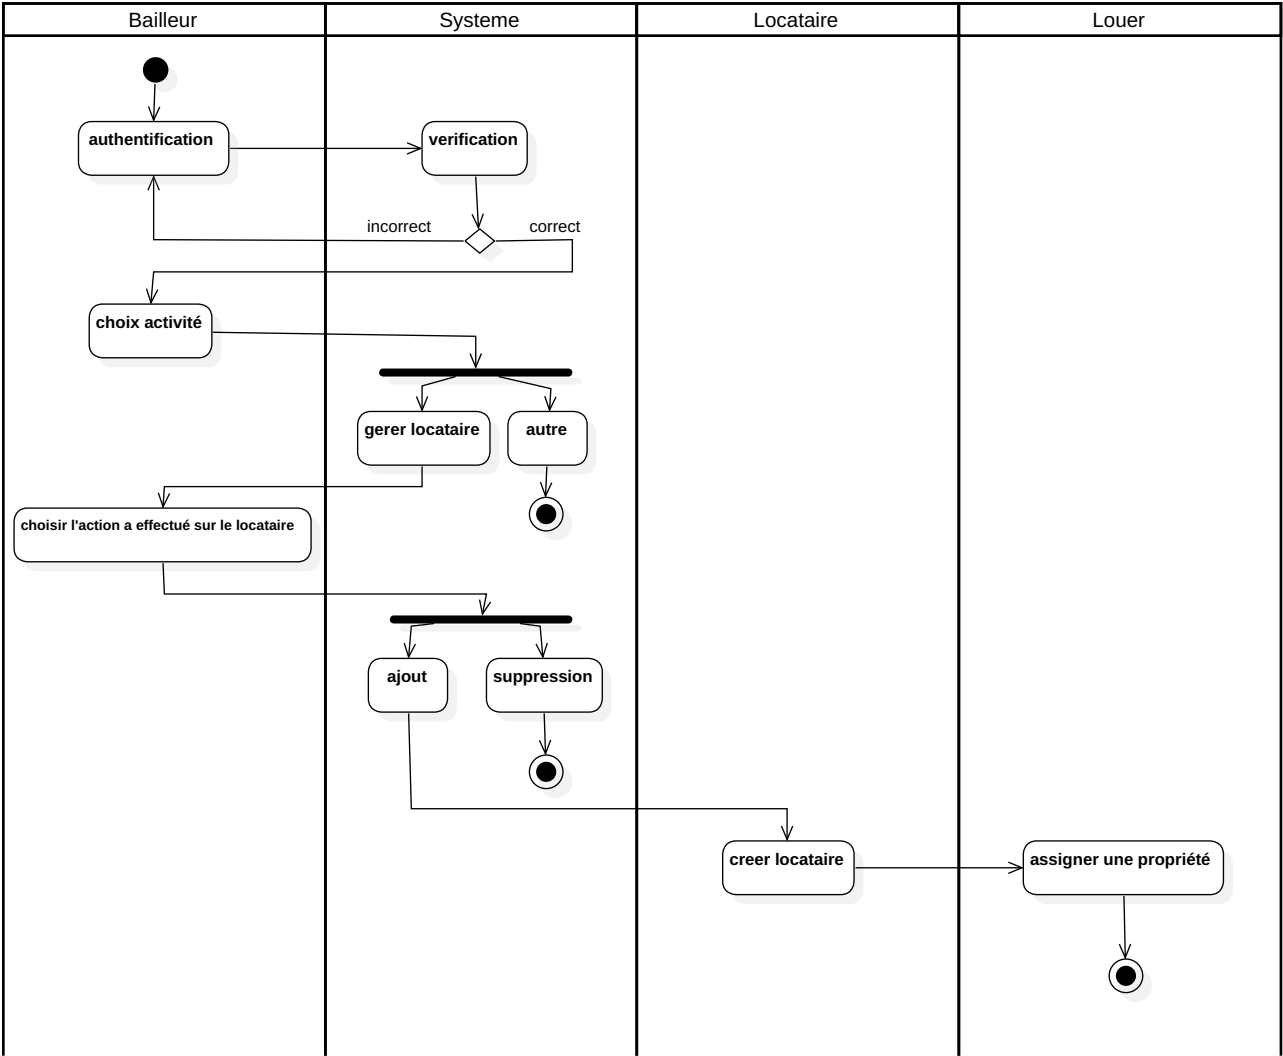 Bailleur
Systeme
Locataire
Louer
authentification
verification
incorrect
correct
choix activité
gerer locataire
autre
choisir l'action a effectué sur le locataire
ajout
suppression
creer locataire
assigner une propriété